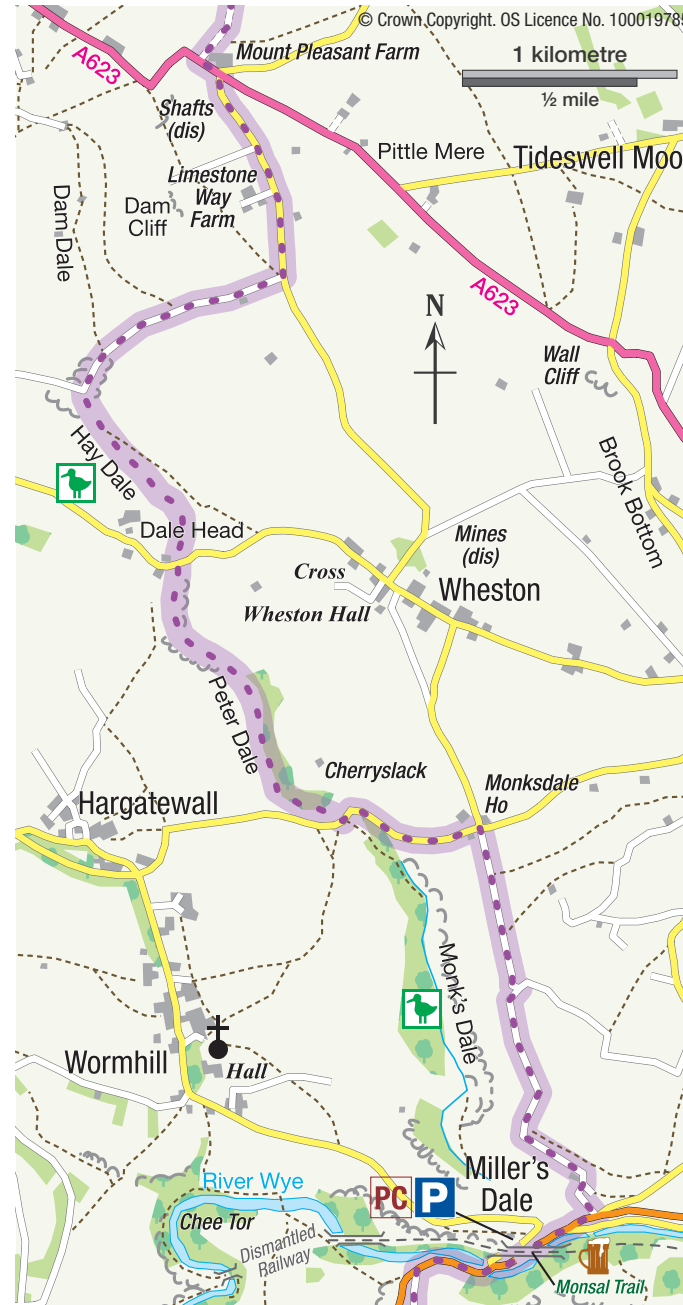 © Crown Copyright. OS Licence No. 100019785
A623
Mount Pleasant Farm
1 kilometre
½ mile
Shafts
(dis)
Pittle Mere
Tideswell Moo
Limestone
Way
Farm
Dam Dale
Dam
Cliff
A623
N
Wall
Cliff
Hay Dale
Brook Bottom
Dale Head
Mines
(dis)
Cross
Wheston
Wheston Hall
Peter Dale
Cherryslack
Monksdale
Ho
Hargatewall
Monk's Dale
Wormhill
Hall
Miller's
Dale
River Wye
PC
P
Chee Tor
Dismantled
Railway
Monsal Trail